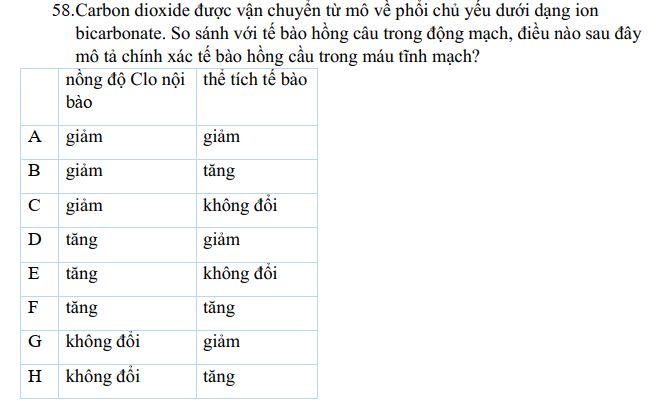 58.Carbon dioxide được vận chuyển từ mô về phổi chủ yếu dưới dạng ion
bicarbonate. So sánh với tế bào hồng câu trong động mạch, điều nào sau đây
mô tả chính xác tế bào hồng cầu trong máu tĩnh mạch?
nồng độ Clo nội bào thể tích tế bào
A giảm giảm
B giảm tăng
C giảm không đổi
D tăng giảm
E tăng không đổi
F tăng tăng
G không đổi giảm
H không đổi tăng